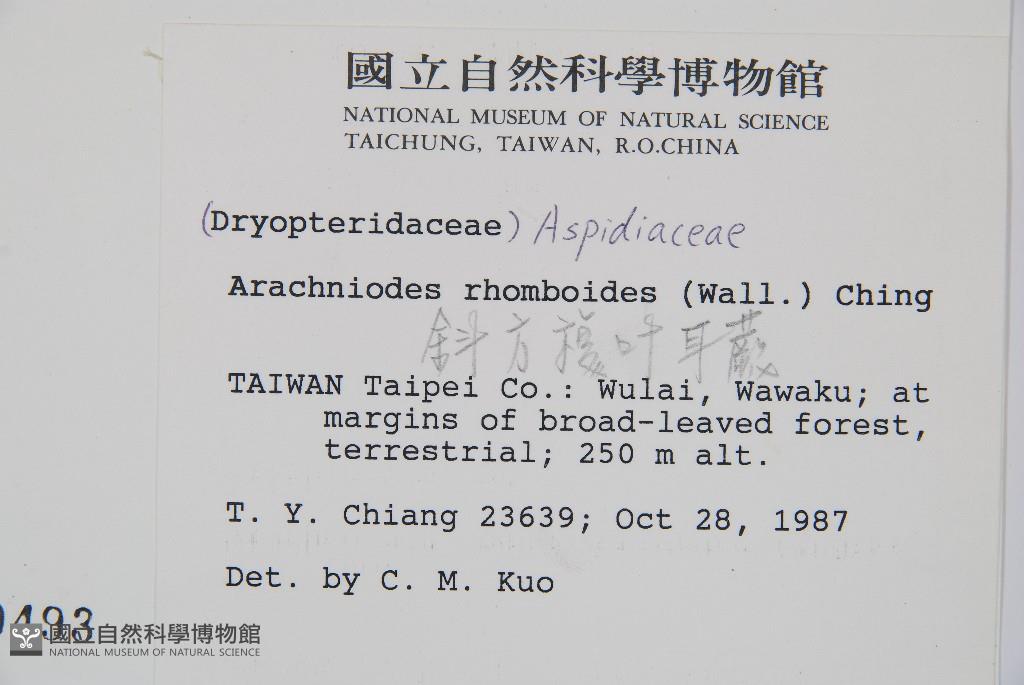 國立自然科學博物館
NATIONAL MUSEUM OF NATURAL SCIENCE
TAICHUNG, TAIWAN, R.O.CHINA
(Dryopteridaceae) Aspidiaceae
Arachniodes rhomboides (Wall.) Ching
斜方複叶耳蕨
TAIWAN Taipei Co.: Wulai, Wawaku; at
margins of broad-leaved forest,
terrestrial; 250 m alt.
T. Y. Chiang 23639; Oct 28, 1987
Det. by C. M. Kuo
493
國立自然科學博物館
NATIONAL MUSEUM OF NATURAL SCIENCE